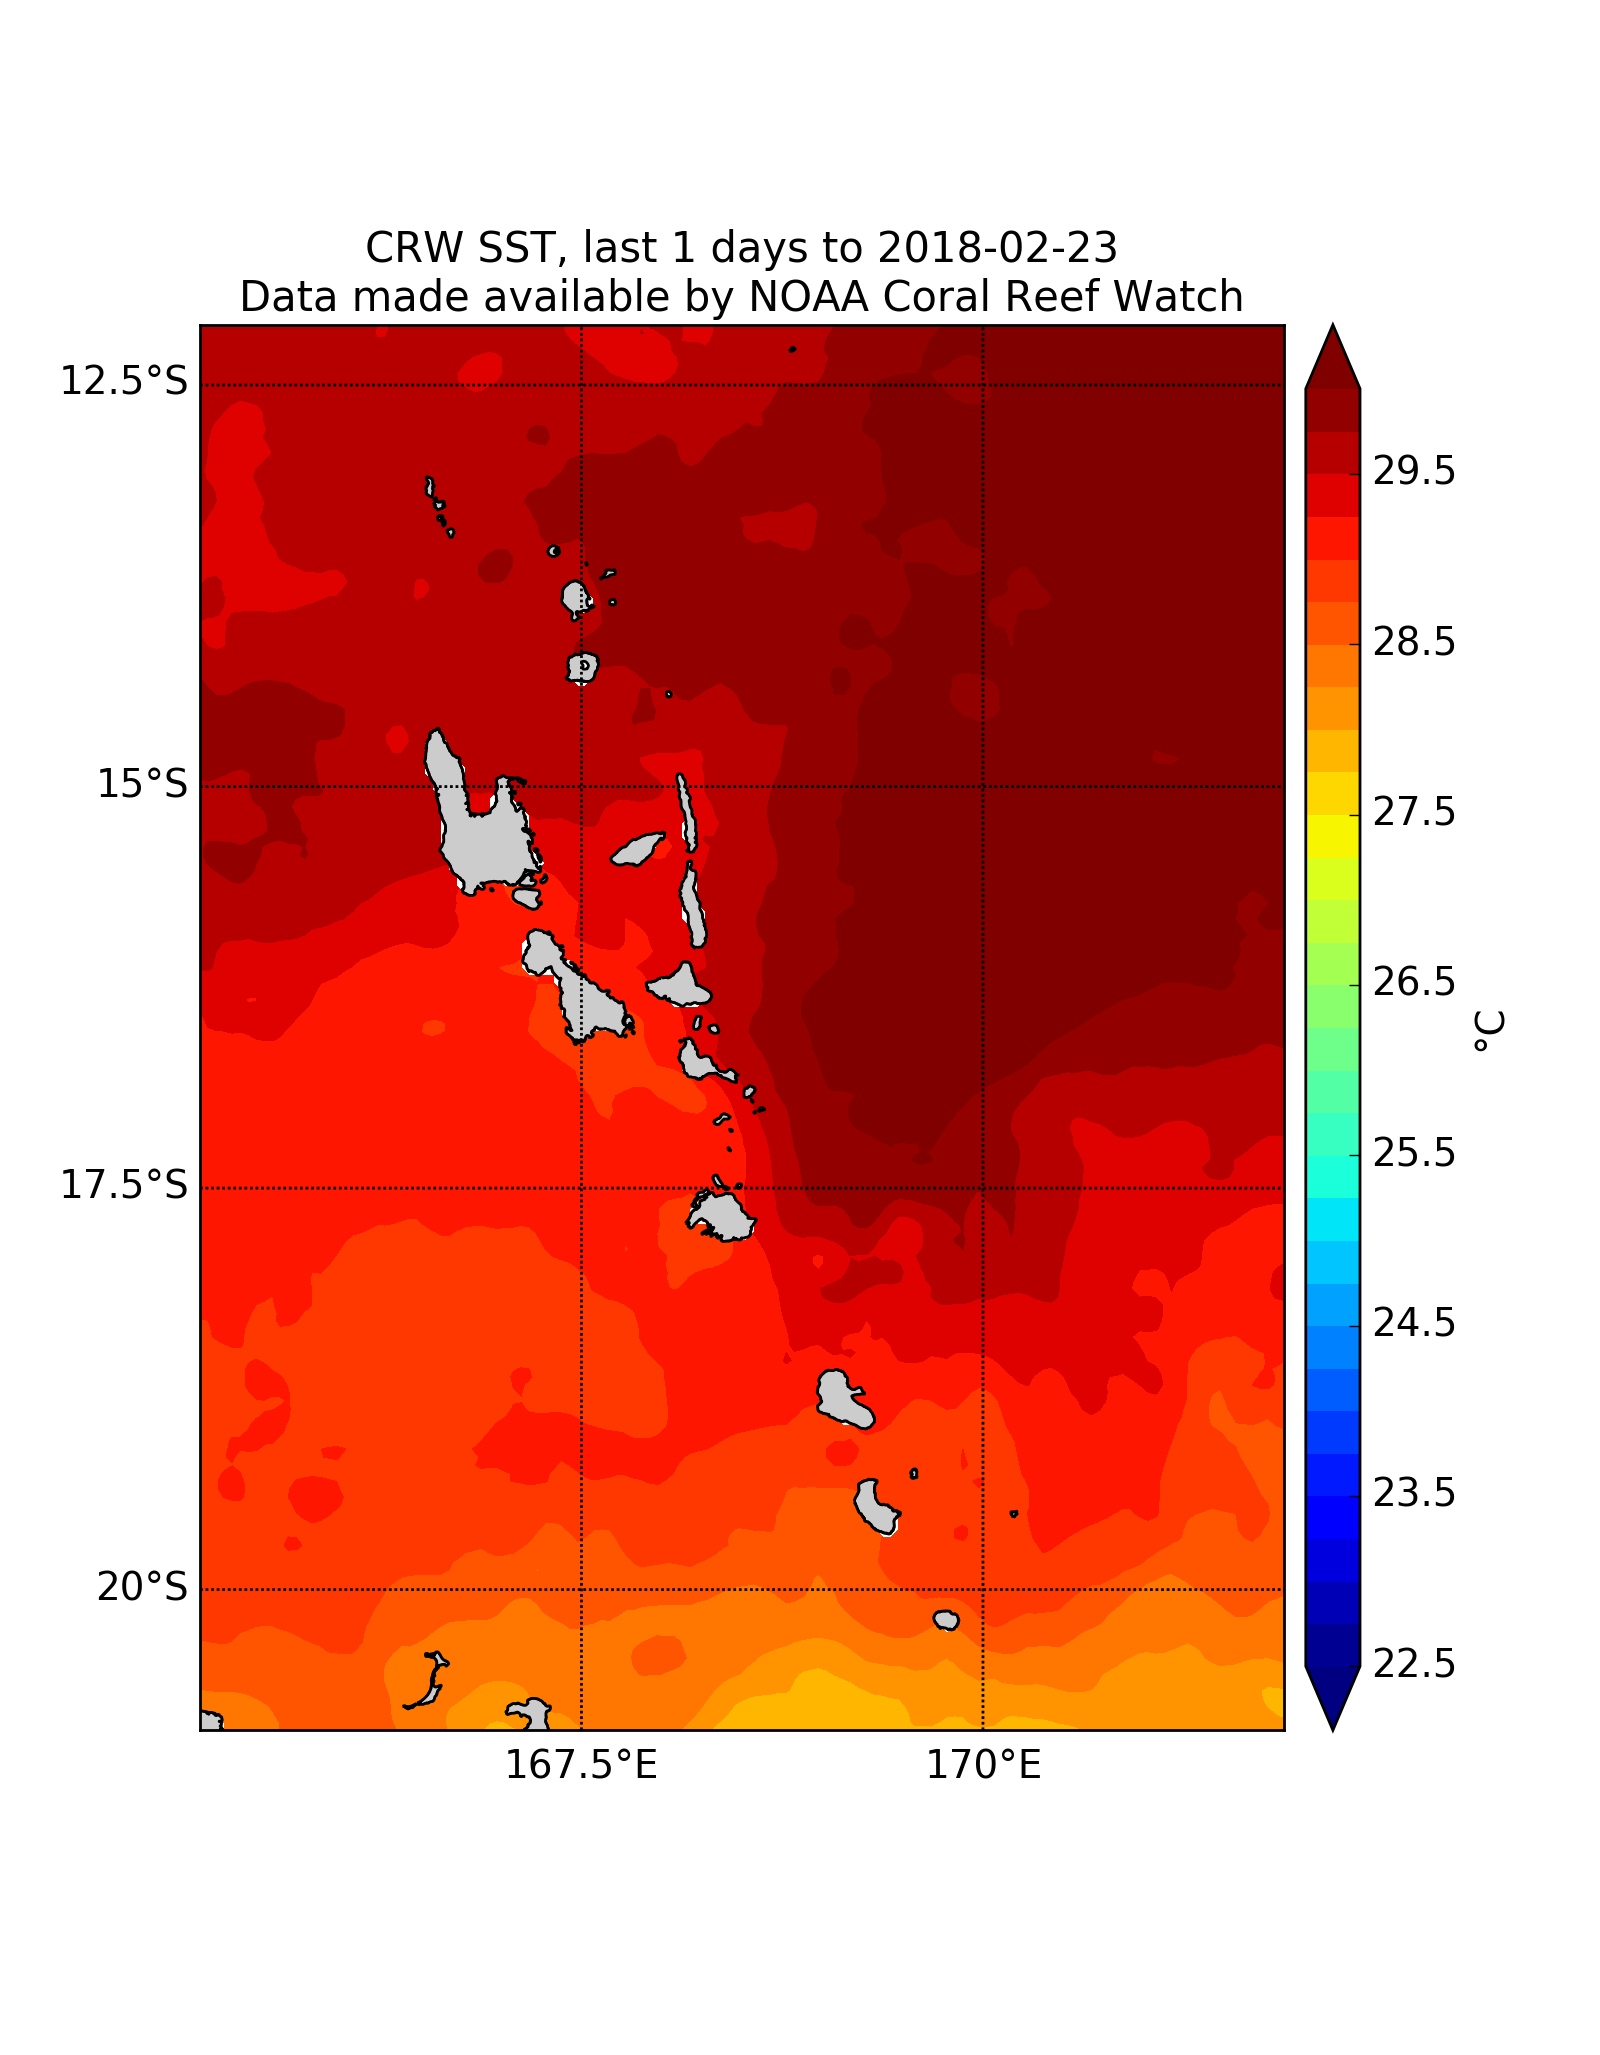 CRW SST, last 1 days to 2018-02-23
Data made available by NOAA Coral Reef Watch
12.5°S
15°S
17.5°S
20°S
167.5°E
170°E
29.5
28.5
27.5
26.5
25.5
24.5
23.5
22.5
°C